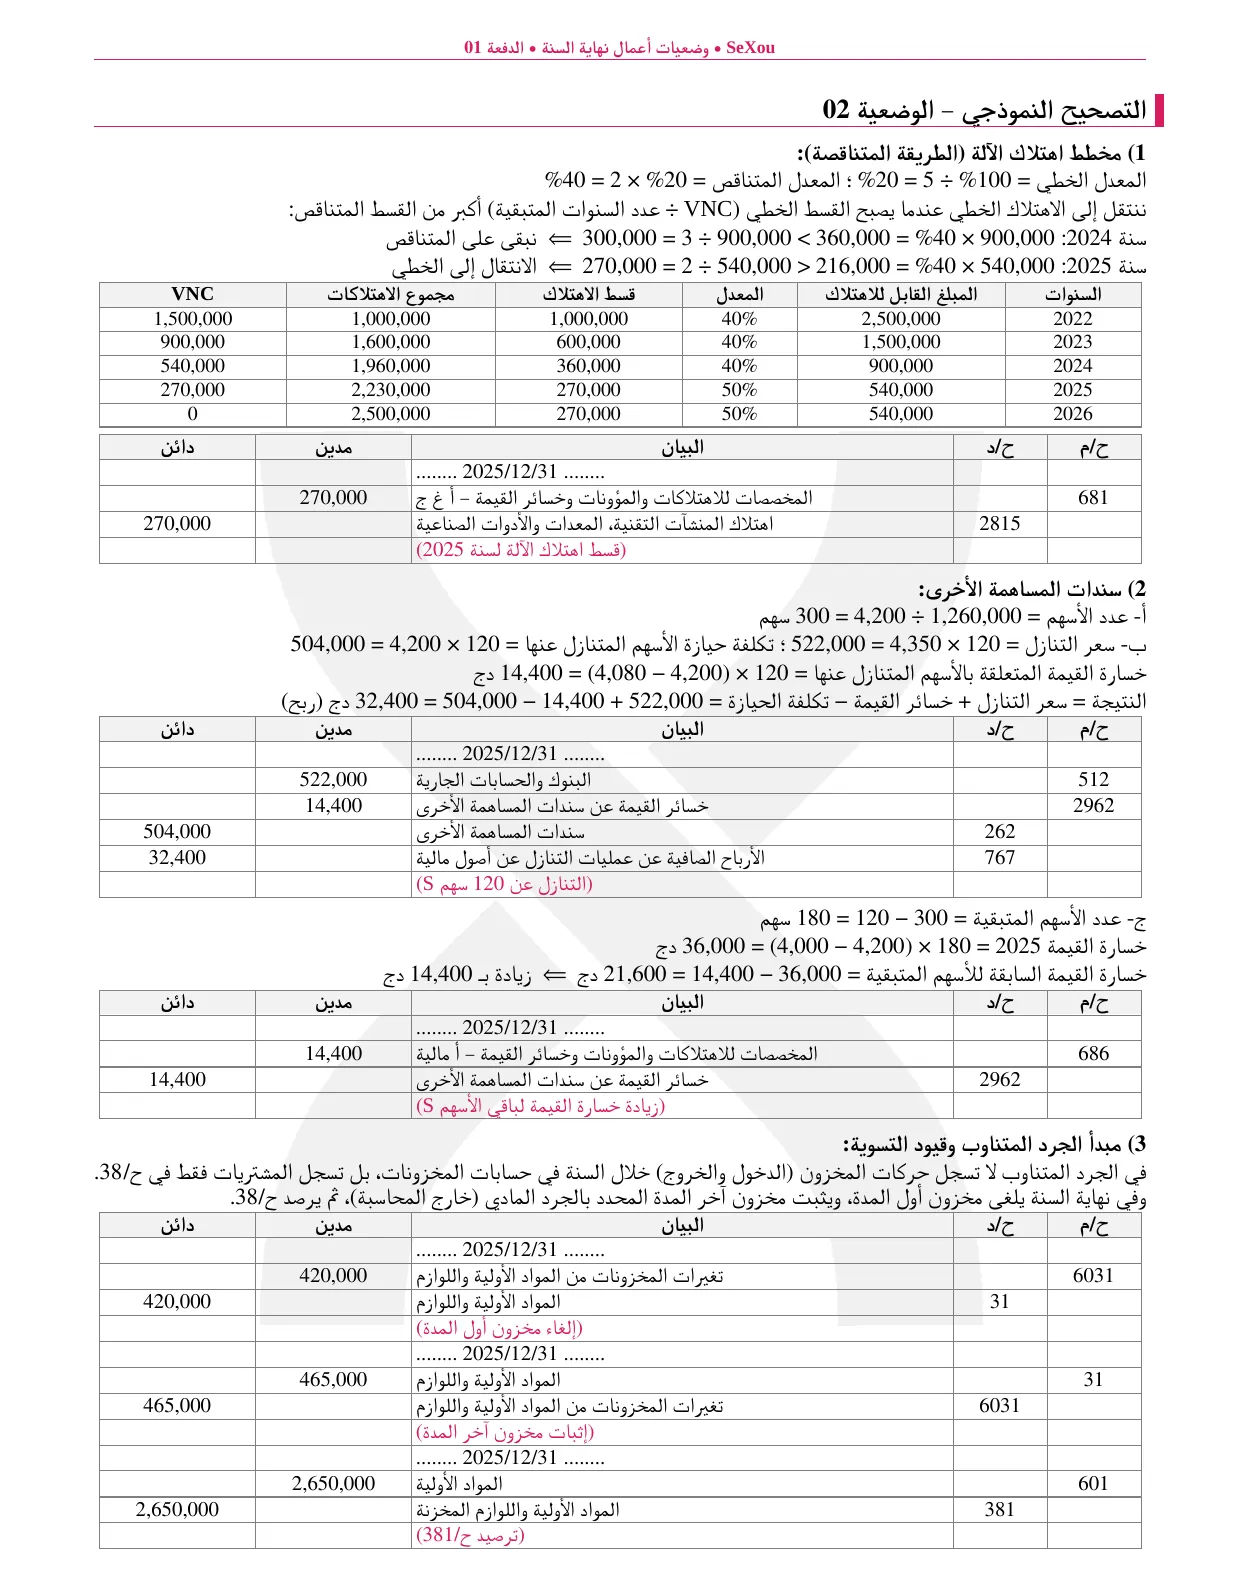 SeXou • وضعيات أعمال نهاية السنة • الدفعة 01
التصحيح النموذجي – الوضعية 02
1) مخطط اهتلاك الآلة (الطريقة المتناقصة):
المعدل الخطي = 100% ÷ 5 = 20% ؛ المعدل المتناقص = 20% × 2 = 40%
ننتقل إلى الاهتلاك الخطي عندما يصبح القسط الخطي (VNC ÷ عدد السنوات المتبقية) أكبر من القسط المتناقص:
سنة 2024: 900,000 × 40% = 360,000 > 900,000 ÷ 3 = 300,000 ⟸ نبقى على المتناقص
سنة 2025: 540,000 × 40% = 216,000 < 540,000 ÷ 2 = 270,000 ⟸ الانتقال إلى الخطي
السنوات | المبلغ القابل للاهتلاك | المعدل | قسط الاهتلاك | مجموع الاهتلاكات | VNC
2022 | 2,500,000 | 40% | 1,000,000 | 1,000,000 | 1,500,000
2023 | 1,500,000 | 40% | 600,000 | 1,600,000 | 900,000
2024 | 900,000 | 40% | 360,000 | 1,960,000 | 540,000
2025 | 540,000 | 50% | 270,000 | 2,230,000 | 270,000
2026 | 540,000 | 50% | 270,000 | 2,500,000 | 0
ح/م | ح/د | البيان | مدين | دائن
........ 2025/12/31 ........
681 | المخصصات للاهتلاكات والمؤونات وخسائر القيمة – أ غ ج | 270,000
2815 | اهتلاك المنشآت التقنية، المعدات والأدوات الصناعية | 270,000
(قسط اهتلاك الآلة لسنة 2025)
2) سندات المساهمة الأخرى:
أ- عدد الأسهم = 1,260,000 ÷ 4,200 = 300 سهم
ب- سعر التنازل = 120 × 4,350 = 522,000 ؛ تكلفة حيازة الأسهم المتنازل عنها = 120 × 4,200 = 504,000
خسارة القيمة المتعلقة بالأسهم المتنازل عنها = 120 × (4,200 – 4,080) = 14,400 دج
النتيجة = سعر التنازل + خسائر القيمة – تكلفة الحيازة = 522,000 + 14,400 – 504,000 = 32,400 دج (ربح)
ح/م | ح/د | البيان | مدين | دائن
........ 2025/12/31 ........
512 | البنوك والحسابات الجارية | 522,000
2962 | خسائر القيمة عن سندات المساهمة الأخرى | 14,400
262 | سندات المساهمة الأخرى | 504,000
767 | الأرباح الصافية عن عمليات التنازل عن أصول مالية | 32,400
(التنازل عن 120 سهم S)
ج- عدد الأسهم المتبقية = 300 – 120 = 180 سهم
خسارة القيمة 2025 = 180 × (4,200 – 4,000) = 36,000 دج
خسارة القيمة السابقة للأسهم المتبقية = 36,000 – 14,400 = 21,600 دج ⟸ زيادة بـ 14,400 دج
ح/م | ح/د | البيان | مدين | دائن
........ 2025/12/31 ........
686 | المخصصات للاهتلاكات والمؤونات وخسائر القيمة – أ مالية | 14,400
2962 | خسائر القيمة عن سندات المساهمة الأخرى | 14,400
(زيادة خسارة القيمة لباقي الأسهم S)
3) مبدأ الجرد المتناوب وقيود التسوية:
في الجرد المتناوب لا تسجل حركات المخزون (الدخول والخروج) خلال السنة في حسابات المخزونات، بل تسجل المشتريات فقط في ح/38.
وفي نهاية السنة يلغى مخزون أول المدة، ويثبت مخزون آخر المدة المحدد بالجرد المادي (خارج المحاسبة)، ثم يرصد ح/38.
ح/م | ح/د | البيان | مدين | دائن
........ 2025/12/31 ........
6031 | تغيرات المخزونات من المواد الأولية واللوازم | 420,000
31 | المواد الأولية واللوازم | 420,000
(إلغاء مخزون أول المدة)
........ 2025/12/31 ........
31 | المواد الأولية واللوازم | 465,000
6031 | تغيرات المخزونات من المواد الأولية واللوازم | 465,000
(إثبات مخزون آخر المدة)
........ 2025/12/31 ........
601 | المواد الأولية | 2,650,000
381 | المواد الأولية واللوازم المخزنة | 2,650,000
(ترصيد ح/381)